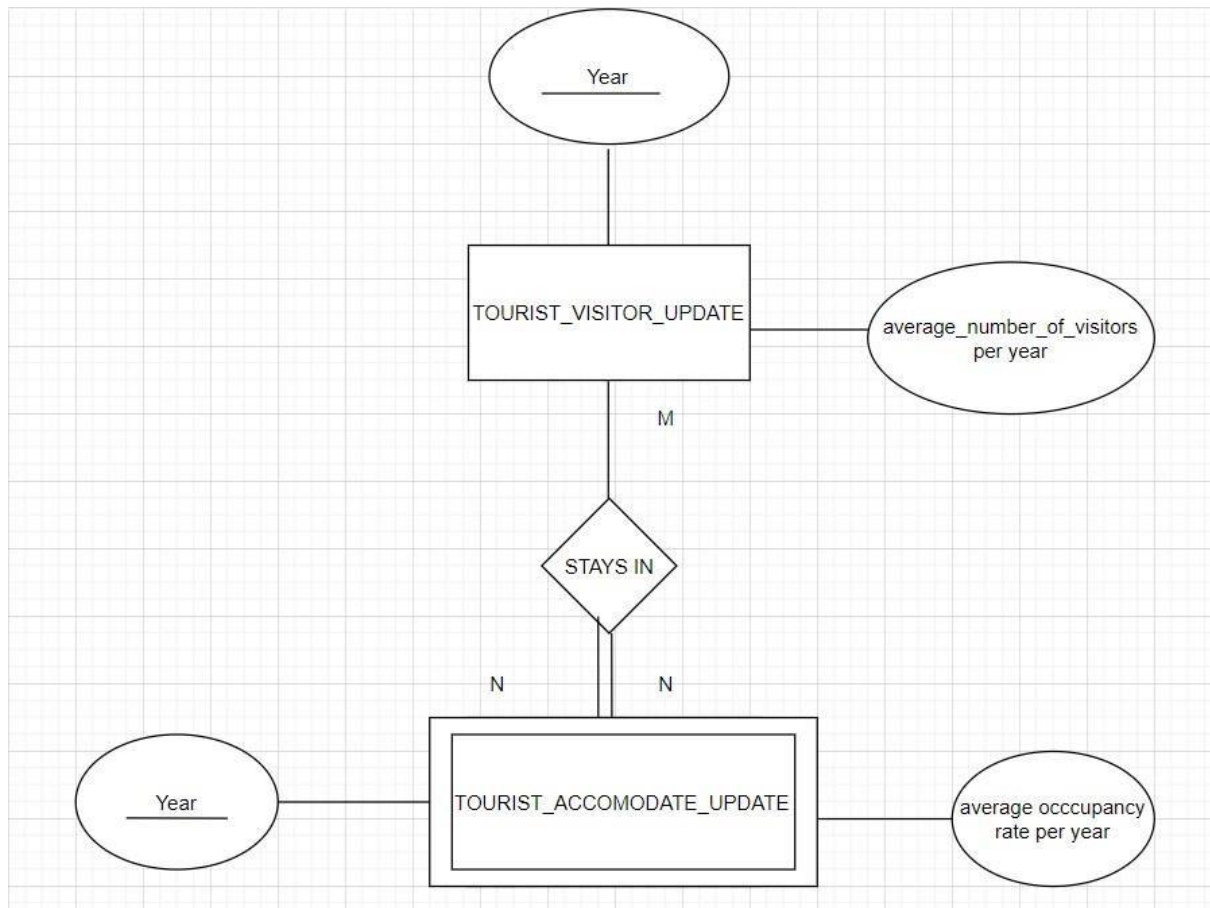 Year
TOURIST_VISITOR_UPDATE
average_number_of_visitors
per year
M
STAYS IN
N
N
Year
TOURIST_ACCOMODATE_UPDATE
average occcupancy
rate per year